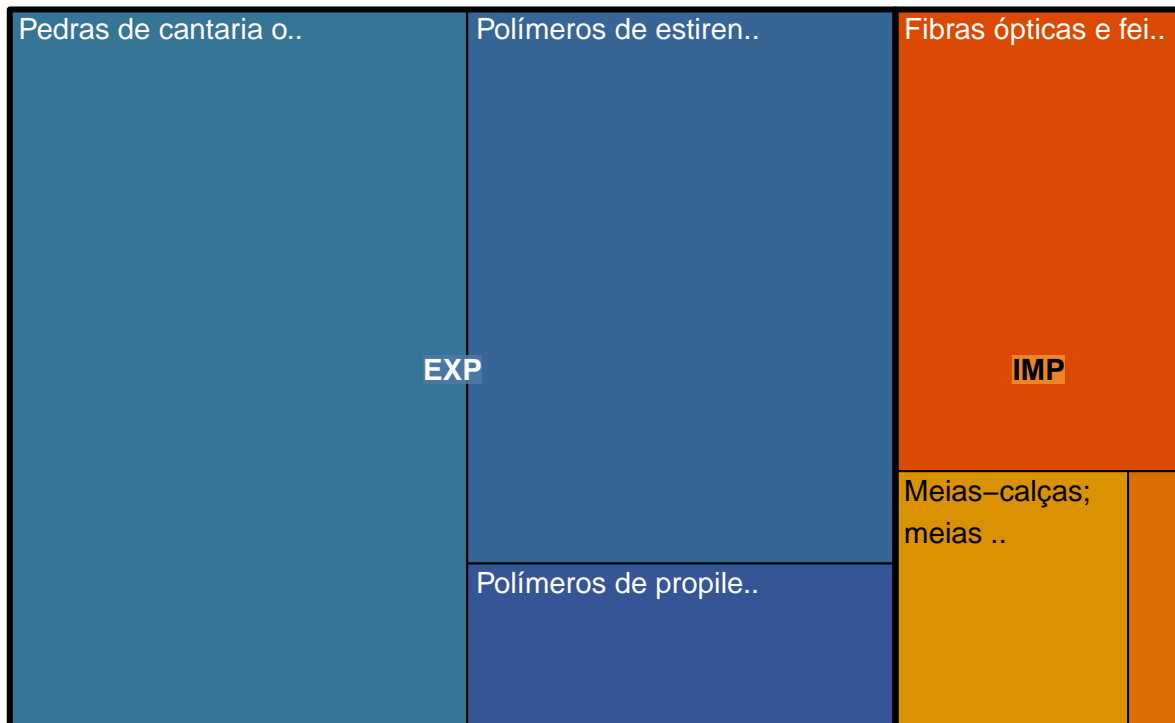 Pedras de cantaria o..
Polímeros de estiren..
Fibras ópticas e fei..
EXP
IMP
Meias−calças;
meias ..
Polímeros de propile..